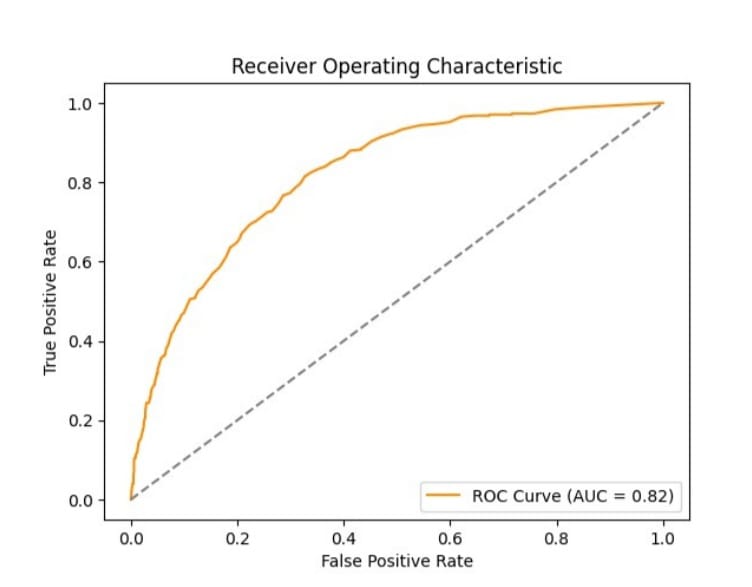 Receiver Operating Characteristic
1.0
0.8
0.6
0.4
0.2
0.0
True Positive Rate
ROC Curve (AUC = 0.82)
0.0 0.2 0.4 0.6 0.8 1.0
False Positive Rate